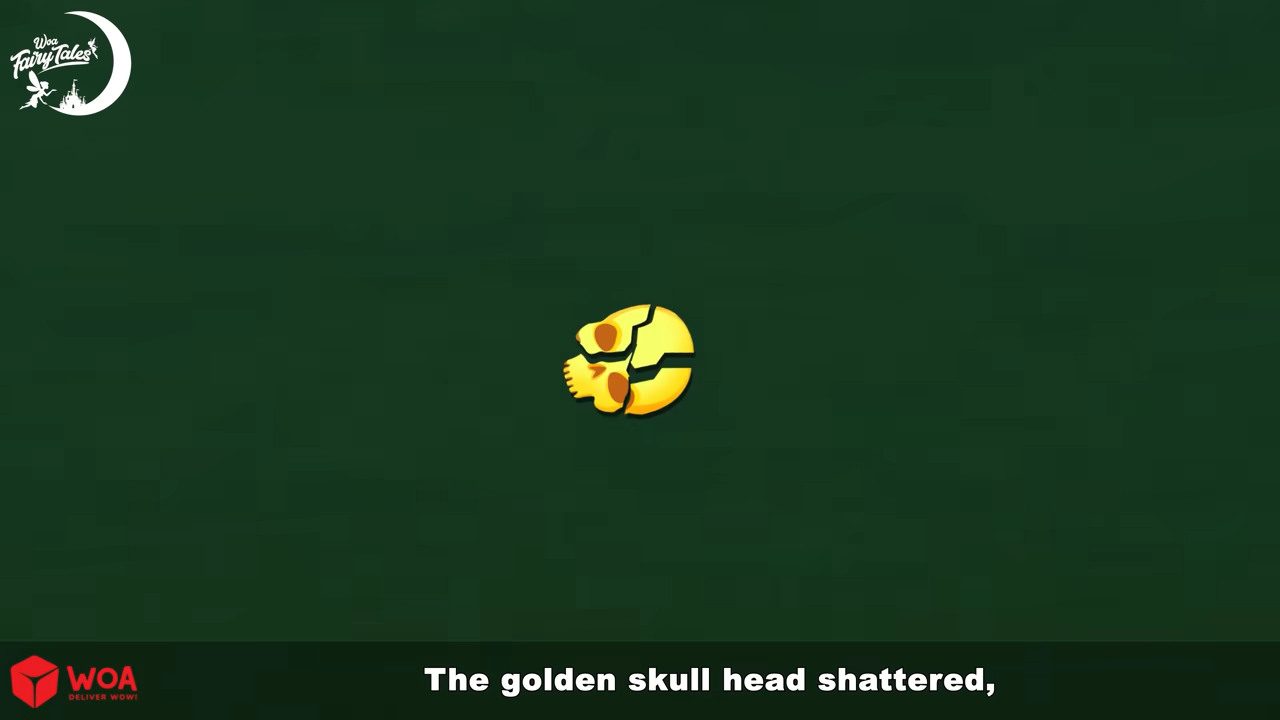 Woa
Fairy Tales
The golden skull head shattered,
WOA
DELIVER WOW!